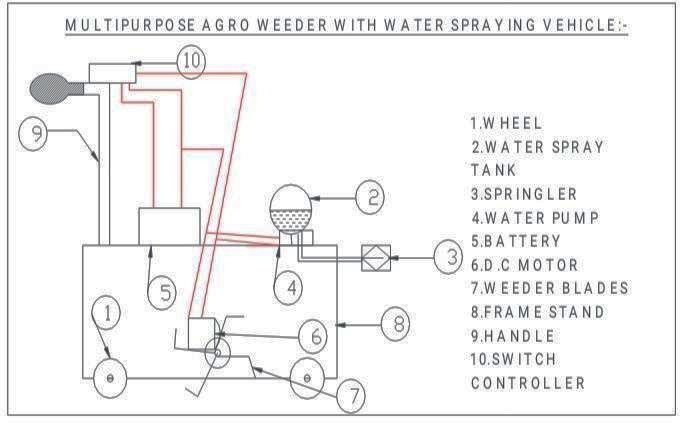 MULTIPURPOSE AGRO WEEDER WITH WATER SPRAYING VEHICLE:-
10
9
2
3
5
4
1
6
8
7
1.WHEEL
2.WATER SPRAY
TANK
3.SPRINGLER
4.WATER PUMP
5.BATTERY
6.D.C MOTOR
7.WEEDER BLADES
8.FRAME STAND
9.HANDLE
10.SWITCH
CONTROLLER